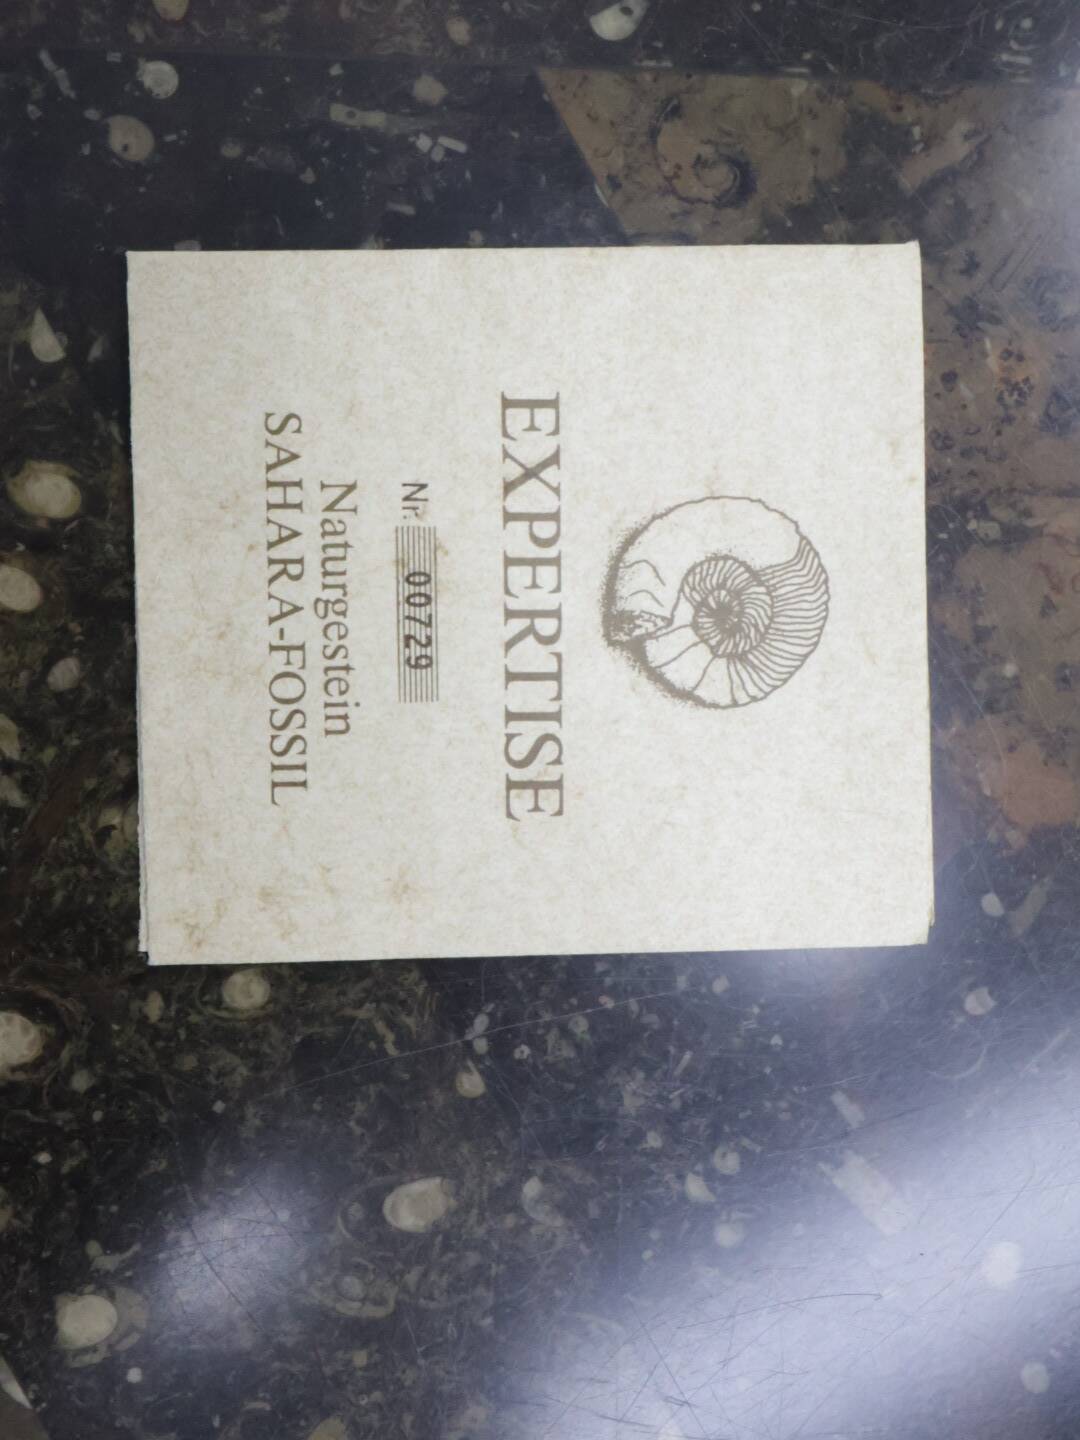 EXPERTISE
Nr. 00729
Naturgestein
SAHARA-FOSSIL